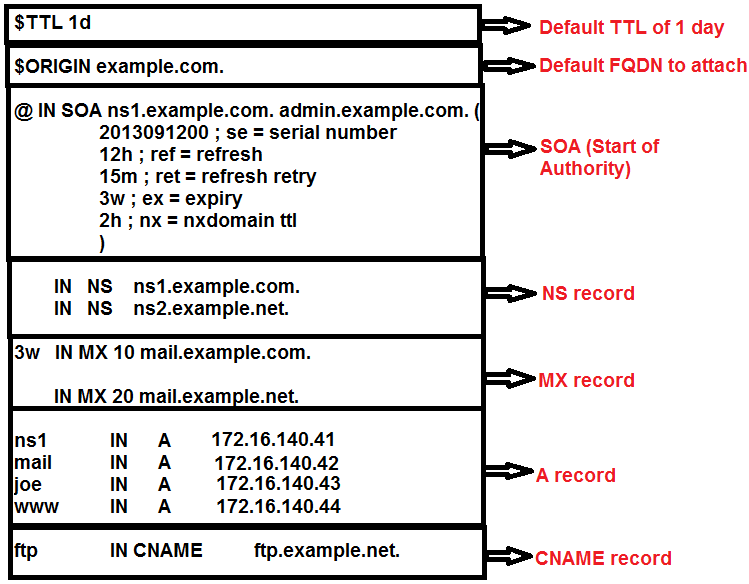 $TTL 1d
Default TTL of 1 day
$ORIGIN example.com.
Default FQDN to attach
@ IN SOA ns1.example.com. admin.example.com. (
2013091200 ; se = serial number
12h ; ref = refresh
15m ; ret = refresh retry
3w ; ex = expiry
2h ; nx = nxdomain ttl
)
SOA (Start of
Authority)
IN NS ns1.example.com.
IN NS ns2.example.net.
NS record
3w IN MX 10 mail.example.com.
IN MX 20 mail.example.net.
MX record
ns1 IN A 172.16.140.41
mail IN A 172.16.140.42
joe IN A 172.16.140.43
www IN A 172.16.140.44
A record
ftp IN CNAME ftp.example.net.
CNAME record